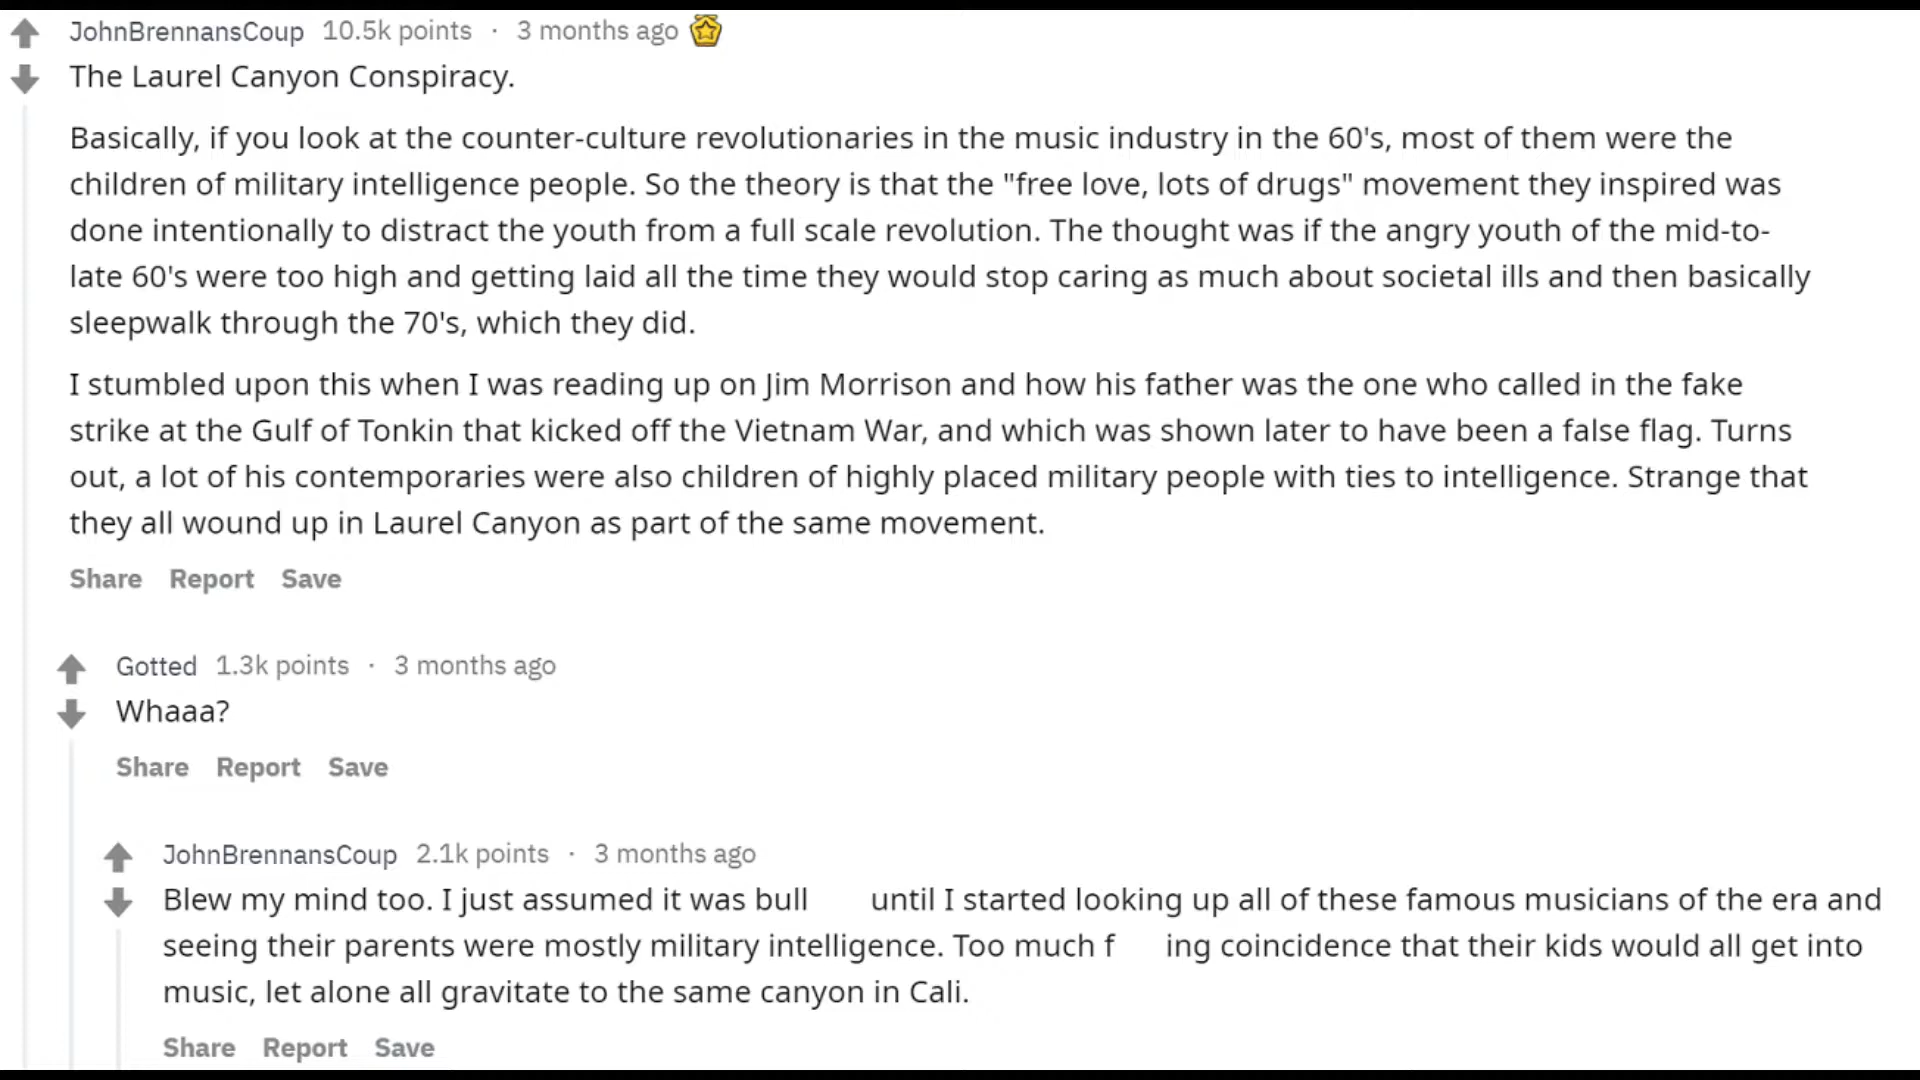 JohnBrennansCoup 10.5k points · 3 months ago
The Laurel Canyon Conspiracy.
Basically, if you look at the counter-culture revolutionaries in the music industry in the 60's, most of them were the
children of military intelligence people. So the theory is that the "free love, lots of drugs" movement they inspired was
done intentionally to distract the youth from a full scale revolution. The thought was if the angry youth of the mid-to-
late 60's were too high and getting laid all the time they would stop caring as much about societal ills and then basically
sleepwalk through the 70's, which they did.
I stumbled upon this when I was reading up on Jim Morrison and how his father was the one who called in the fake
strike at the Gulf of Tonkin that kicked off the Vietnam War, and which was shown later to have been a false flag. Turns
out, a lot of his contemporaries were also children of highly placed military people with ties to intelligence. Strange that
they all wound up in Laurel Canyon as part of the same movement.
Share Report Save
Gotted 1.3k points · 3 months ago
Whaaa?
Share Report Save
JohnBrennansCoup 2.1k points · 3 months ago
Blew my mind too. I just assumed it was bull until I started looking up all of these famous musicians of the era and
seeing their parents were mostly military intelligence. Too much f ing coincidence that their kids would all get into
music, let alone all gravitate to the same canyon in Cali.
Share Report Save